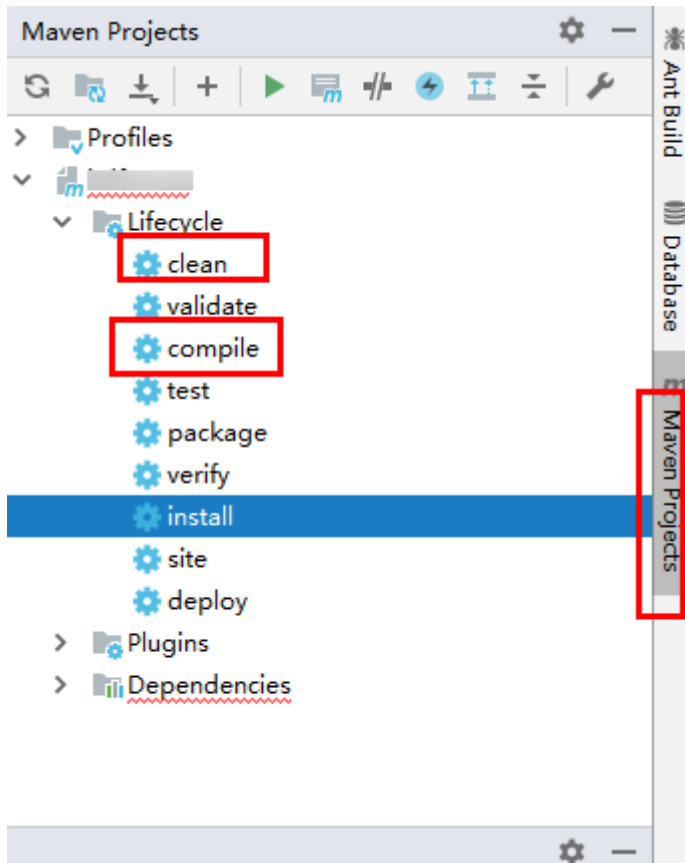 Maven Projects
Profiles
Lifecycle
clean
validate
compile
test
package
verify
install
site
deploy
Plugins
Dependencies
Ant Build
Database
Maven Projects